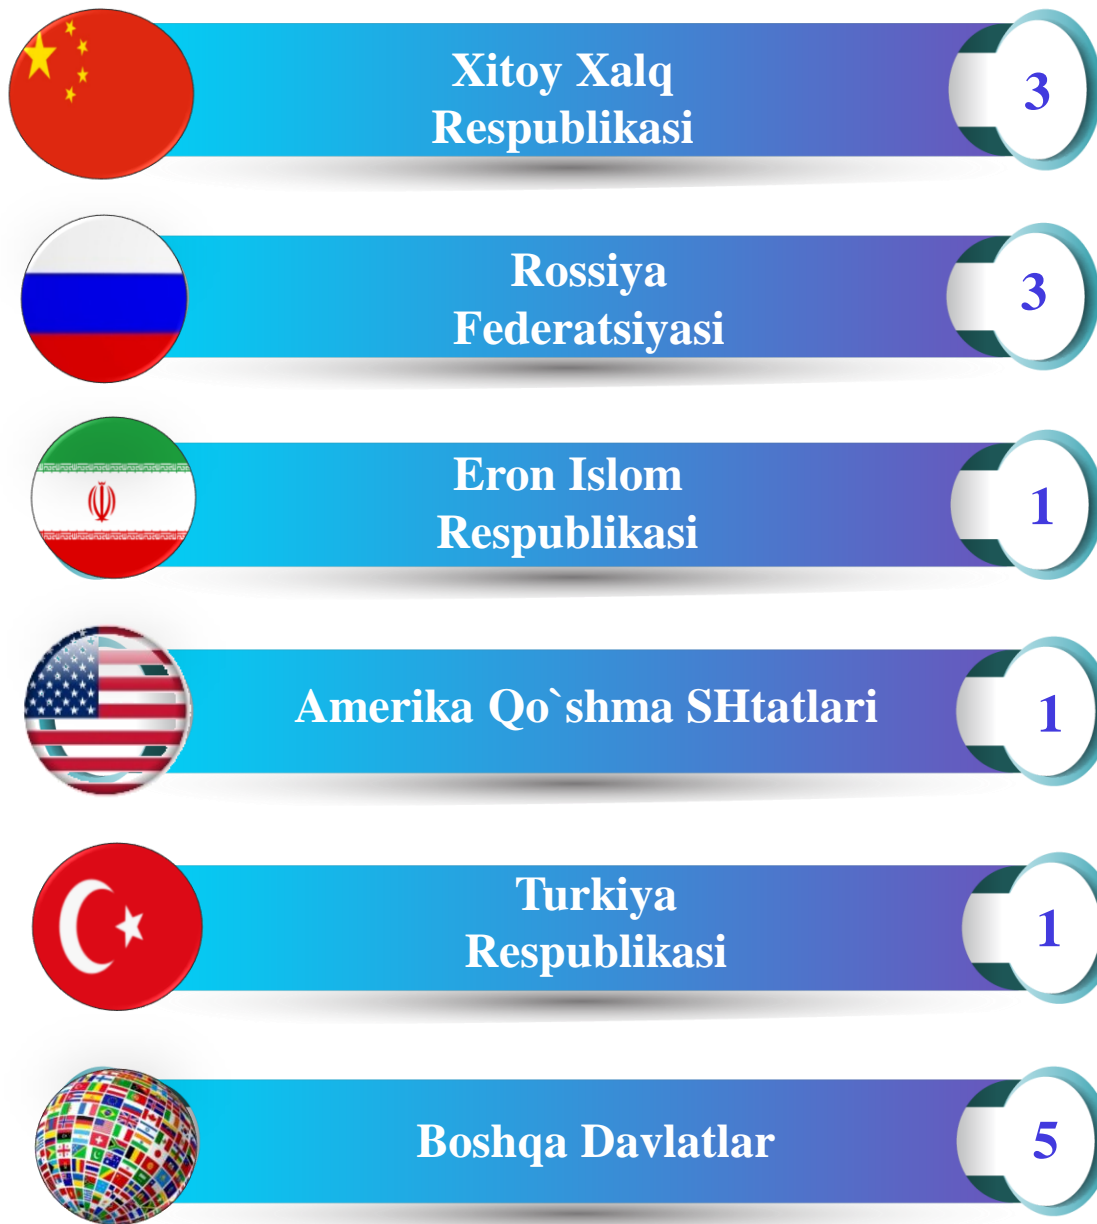 Xitoy Xalq
Respublikasi
3
Rossiya
Federatsiyasi
3
Eron Islom
Respublikasi
1
Amerika Qo`shma SHtatlari
1
Turkiya
Respublikasi
1
Boshqa Davlatlar
5